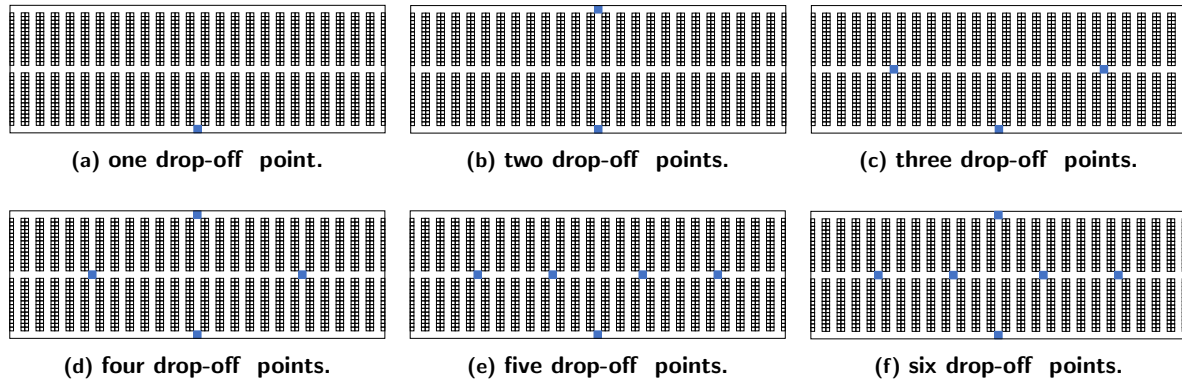 (a) one drop-off point.
(b) two drop-off points.
(c) three drop-off points.
(d) four drop-off points.
(e) five drop-off points.
(f) six drop-off points.